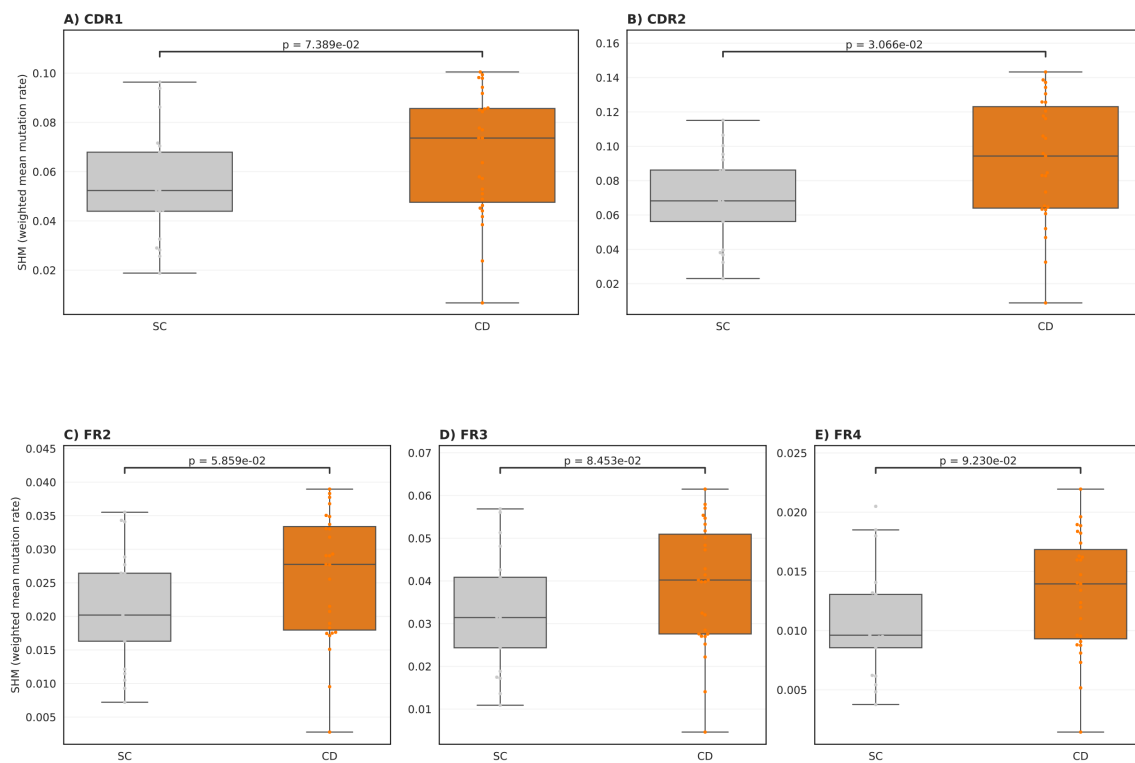 A) CDR1
p = 7.389e-02
SHM (weighted mean mutation rate)
0.10
0.08
0.06
0.04
0.02
SC
CD
B) CDR2
p = 3.066e-02
0.16
0.14
0.12
0.10
0.08
0.06
0.04
0.02
SC
CD
C) FR2
p = 5.859e-02
SHM (weighted mean mutation rate)
0.045
0.040
0.035
0.030
0.025
0.020
0.015
0.010
0.005
SC
CD
D) FR3
p = 8.453e-02
0.07
0.06
0.05
0.04
0.03
0.02
0.01
SC
CD
E) FR4
p = 9.230e-02
0.025
0.020
0.015
0.010
0.005
SC
CD